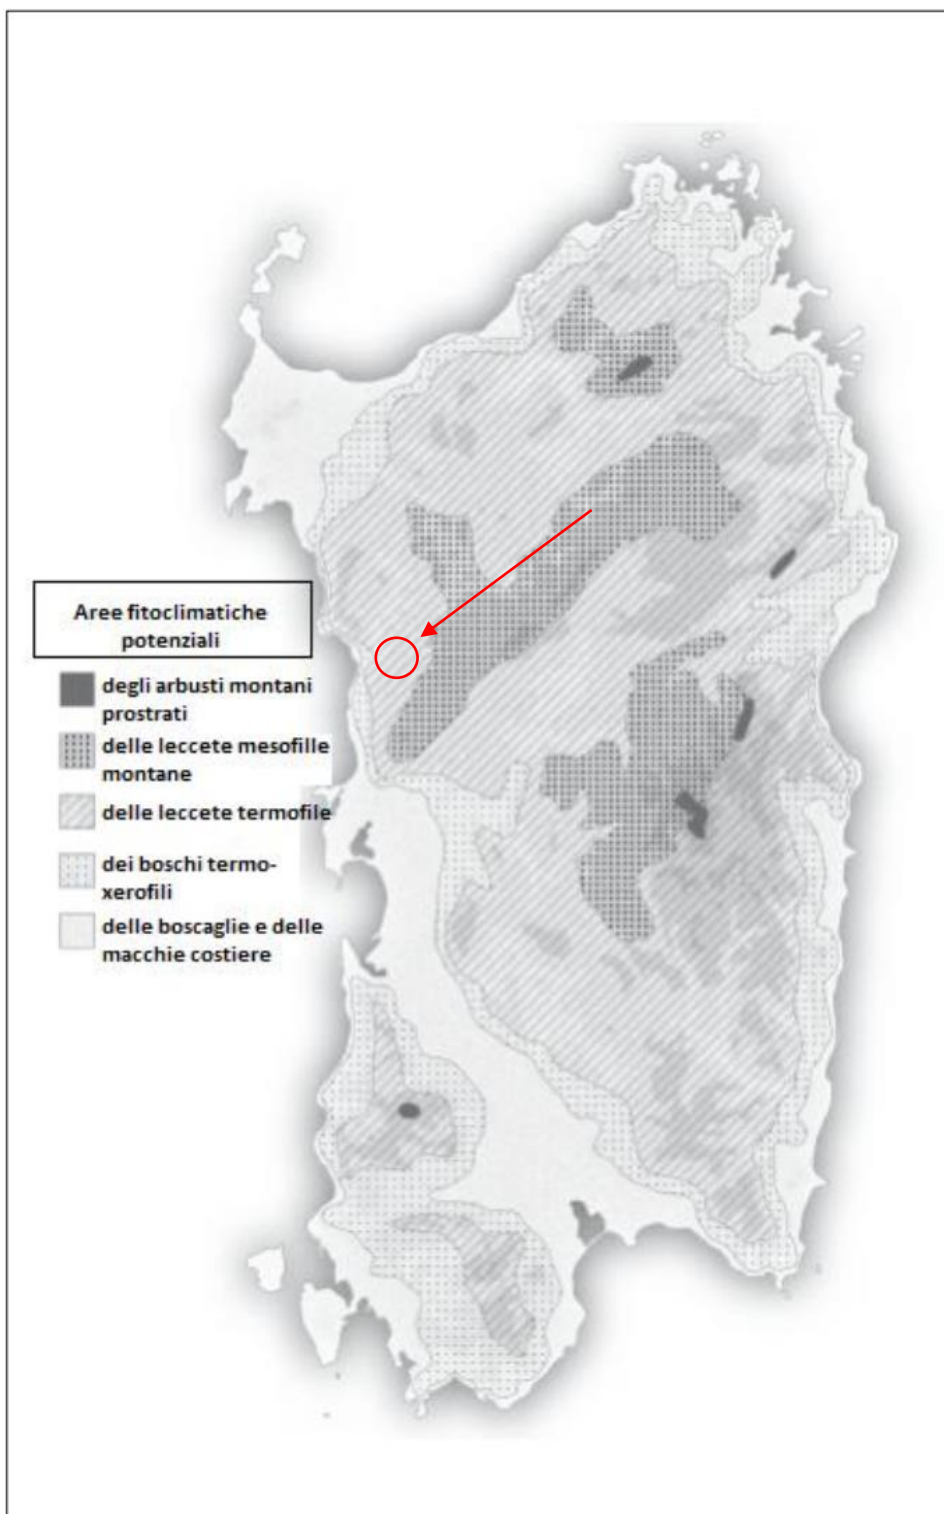 Aree fitoclimatiche
potenziali
degli arbusti montani
prostrati
delle leccete mesofille
montane
delle leccete termofile
dei boschi termo-
xerofili
delle boscaglie e delle
macchie costiere